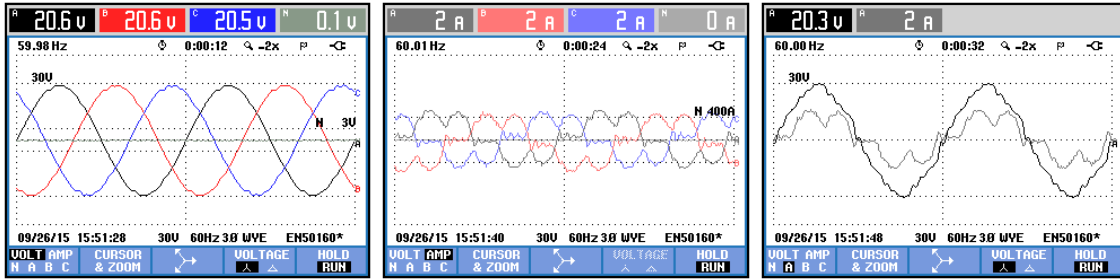 A 20.6 V B 20.6 V C 20.5 V N 0.1 V
59.98 Hz 0:00:12 -2x
30V
C
N 3V
A
B
09/26/15 15:51:28 30V 60Hz 3Ø WYE EN50160*
VOLT AMP CURSOR VOLTAGE HOLD
N A B C & ZOOM RUN
A 2 A B 2 A C 2 A N 0 A
60.01 Hz 0:00:24 -2x
N 400A
C
A
B
09/26/15 15:51:40 30V 60Hz 3Ø WYE EN50160*
VOLT AMP CURSOR VOLTAGE HOLD
N A B C & ZOOM RUN
A 20.3 V A 2 A
60.00 Hz 0:00:32 -2x
30V
A
09/26/15 15:51:48 30V 60Hz 3Ø WYE EN50160*
VOLT AMP CURSOR VOLTAGE HOLD
N A B C & ZOOM RUN